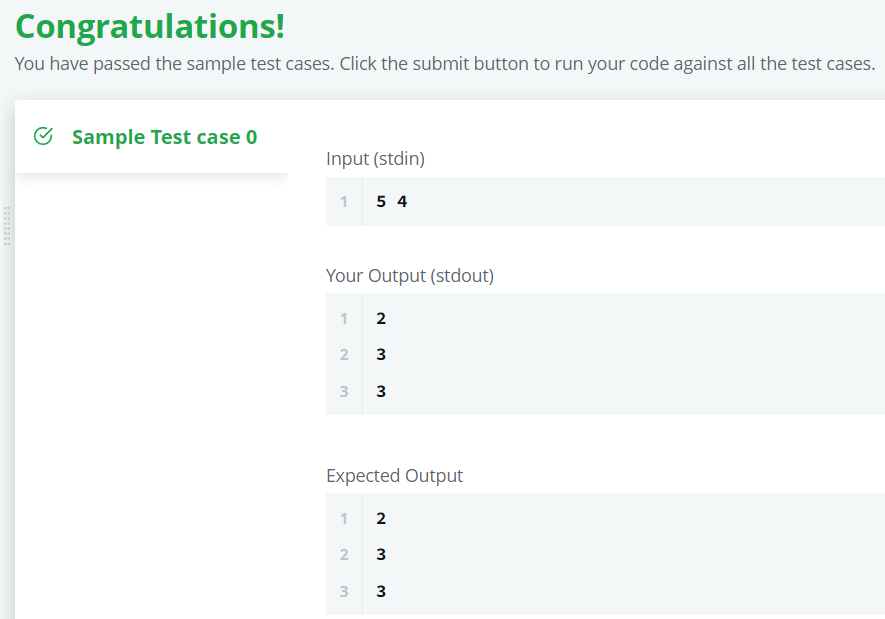 Congratulations!
You have passed the sample test cases. Click the submit button to run your code against all the test cases.
Sample Test case 0
Input (stdin)
1 5 4
Your Output (stdout)
1 2
2 3
3 3
Expected Output
1 2
2 3
3 3